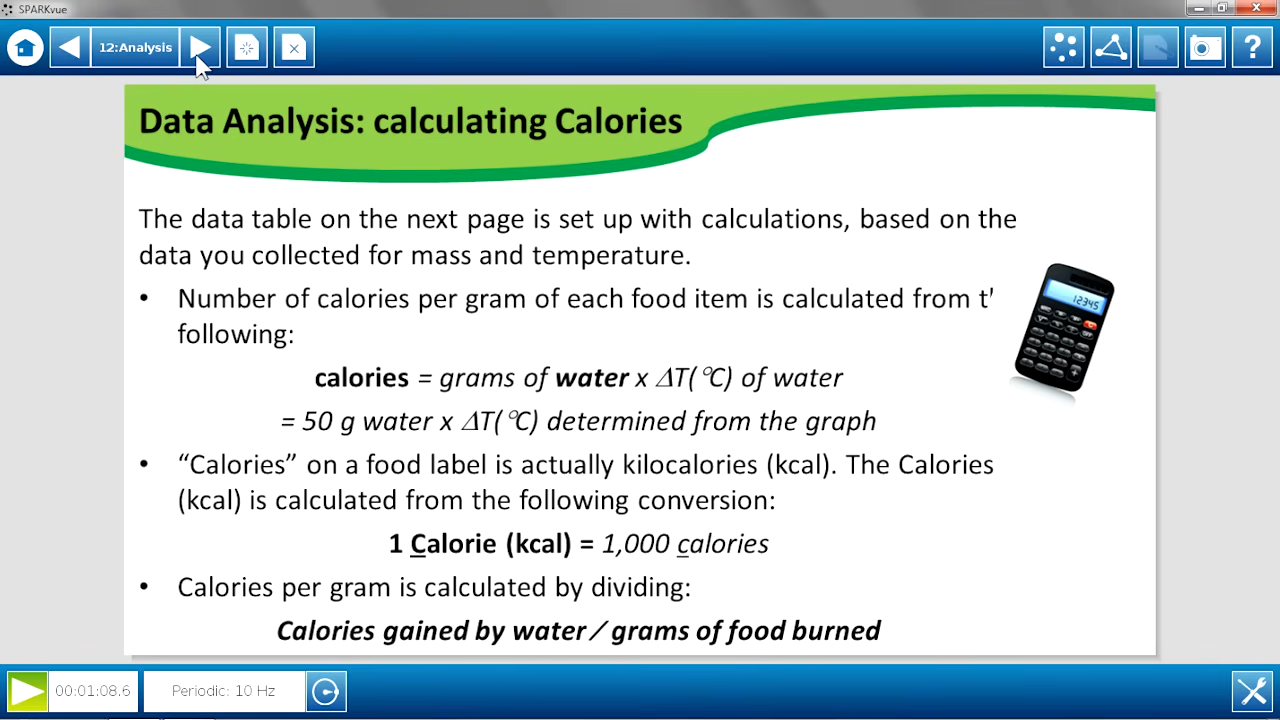 SPARKvue
12:Analysis
?
Data Analysis: calculating Calories
The data table on the next page is set up with calculations, based on the
data you collected for mass and temperature.
• Number of calories per gram of each food item is calculated from t'
following:
12345
calories = grams of water x ΔT(°C) of water
= 50 g water x ΔT(°C) determined from the graph
• “Calories” on a food label is actually kilocalories (kcal). The Calories
(kcal) is calculated from the following conversion:
1 Calorie (kcal) = 1,000 calories
• Calories per gram is calculated by dividing:
Calories gained by water / grams of food burned
00:01:08.6
Periodic: 10 Hz